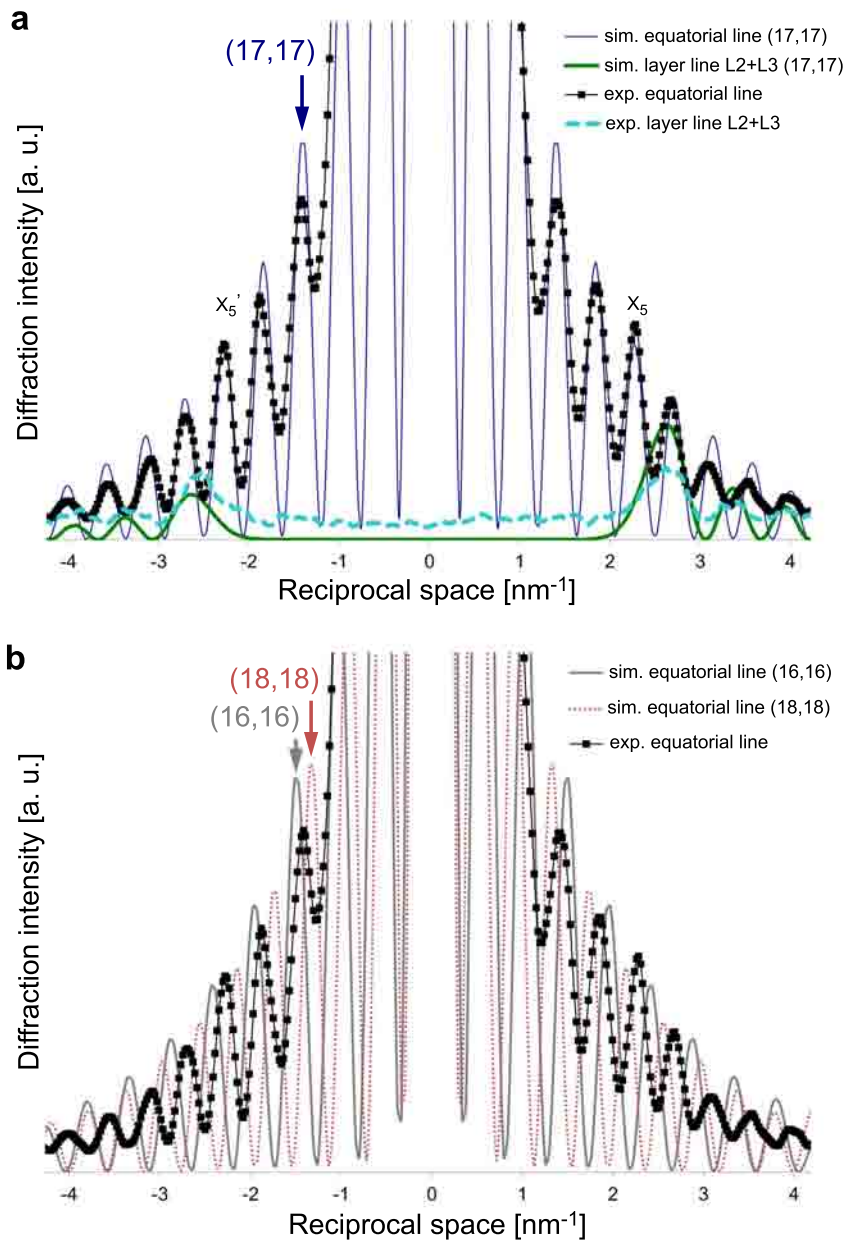 a
(17,17)
sim. equatorial line (17,17)
sim. layer line L2+L3 (17,17)
exp. equatorial line
exp. layer line L2+L3
Diffraction intensity [a. u.]
X5'
X5
-4 -3 -2 -1 0 1 2 3 4
Reciprocal space [nm-1]
b
(18,18)
(16,16)
sim. equatorial line (16,16)
sim. equatorial line (18,18)
exp. equatorial line
Diffraction intensity [a. u.]
-4 -3 -2 -1 0 1 2 3 4
Reciprocal space [nm-1]